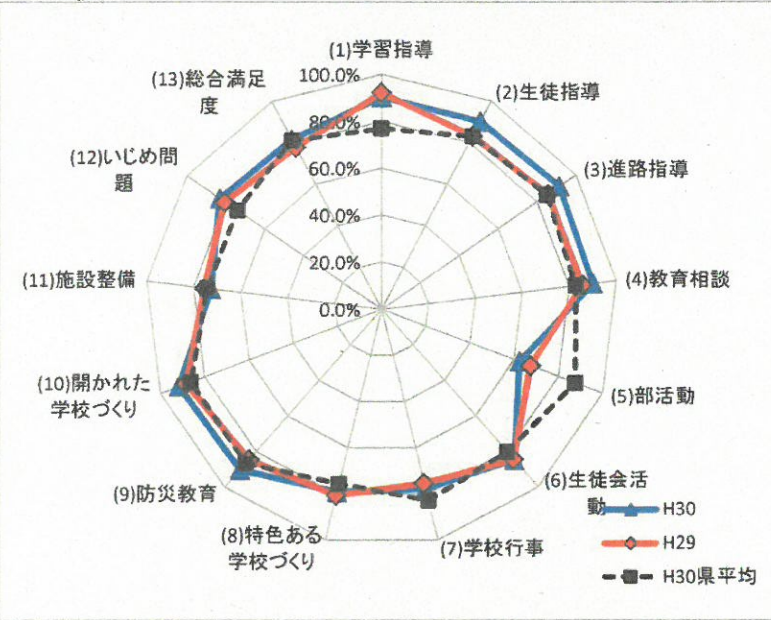 (1)学習指導
100.0%
(2)生徒指導
(13)総合満足
度
80.0%
(3)進路指導
(12)いじめ問
題
60.0%
40.0%
(4)教育相談
(11)施設整備
20.0%
0.0%
(5)部活動
(10)開かれた
学校づくり
(6)生徒会活
動
(9)防災教育
(7)学校行事
(8)特色ある
学校づくり
H30
H29
H30県平均